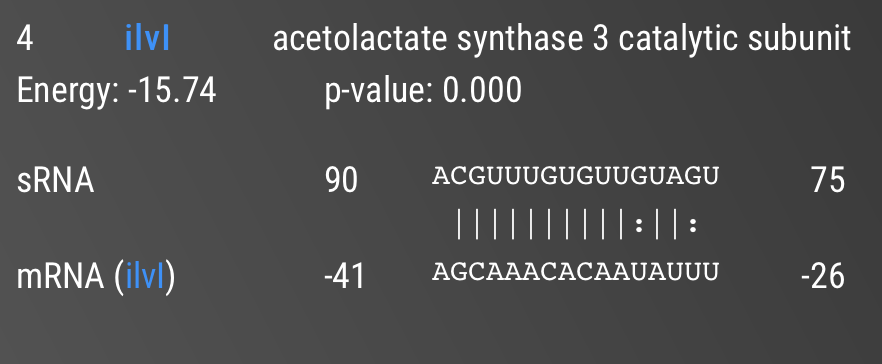 4 ilvI acetolactate synthase 3 catalytic subunit
Energy: -15.74 p-value: 0.000
sRNA 90 ACGUUUGUGUUGUAGU 75
||||||||||:||:
mRNA (ilvI) -41 AGCAAACACAAUAUUU -26